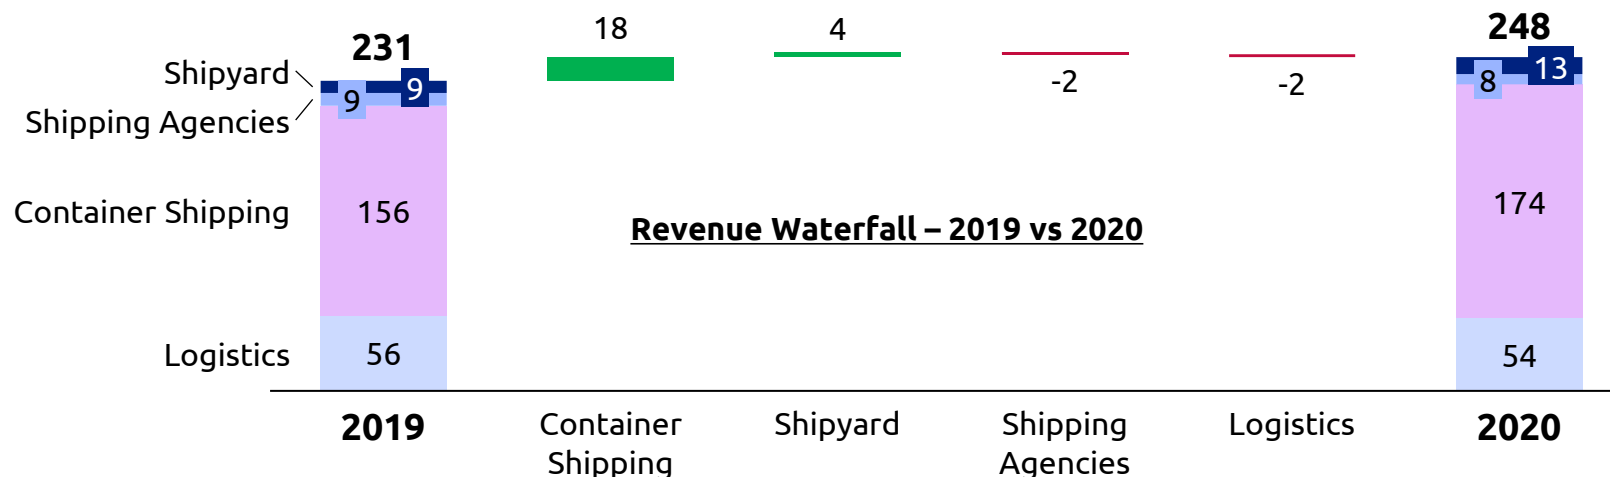 231
18
4
-2
-2
248
Shipyard
9
9
13
8
Shipping Agencies
Container Shipping
156
174
Revenue Waterfall – 2019 vs 2020
Logistics
56
54
2019
Container
Shipping
Shipyard
Shipping
Agencies
Logistics
2020